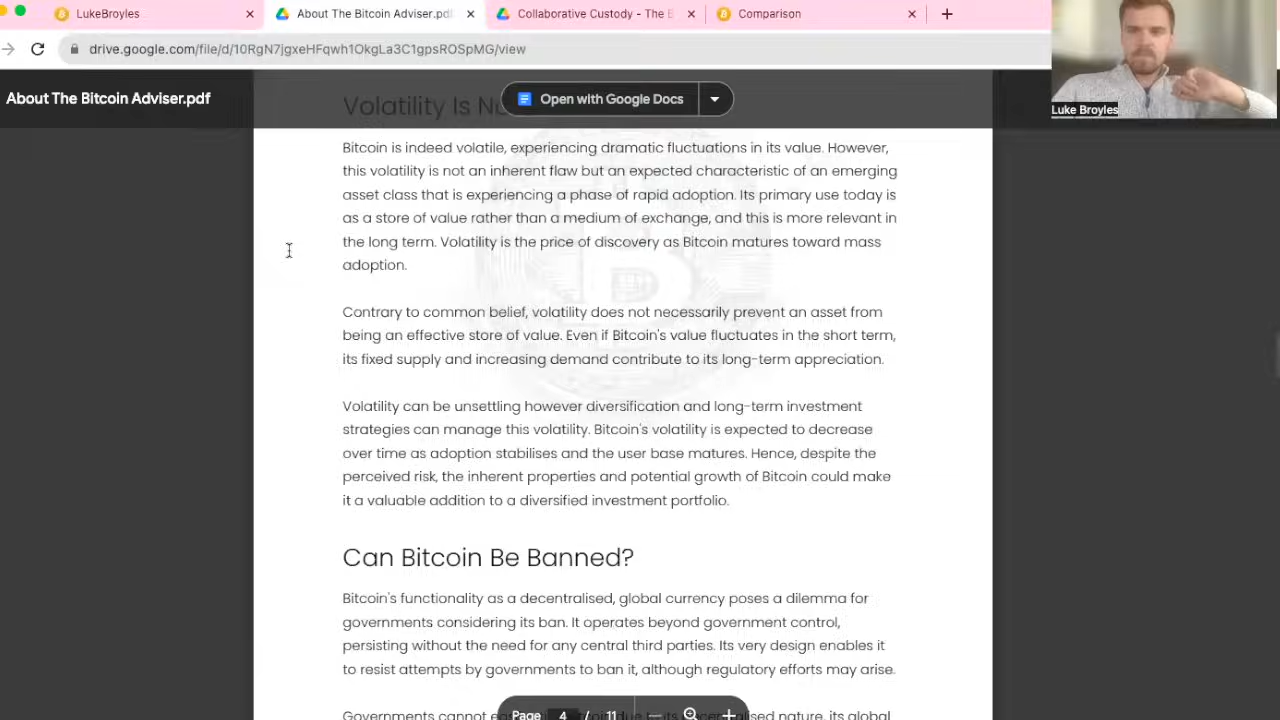 LukeBroyles
About The Bitcoin Adviser.pdf
Collaborative Custody - The B
Comparison
drive.google.com/file/d/10RgN7jgxeHFqwh1OkgLa3C1gpsROSpMG/view
About The Bitcoin Adviser.pdf
Open with Google Docs
Luke Broyles
Volatility Is
Bitcoin is indeed volatile, experiencing dramatic fluctuations in its value. However,
this volatility is not an inherent flaw but an expected characteristic of an emerging
asset class that is experiencing a phase of rapid adoption. Its primary use today is
as a store of value rather than a medium of exchange, and this is more relevant in
the long term. Volatility is the price of discovery as Bitcoin matures toward mass
adoption.
Contrary to common belief, volatility does not necessarily prevent an asset from
being an effective store of value. Even if Bitcoin's value fluctuates in the short term,
its fixed supply and increasing demand contribute to its long-term appreciation.
Volatility can be unsettling however diversification and long-term investment
strategies can manage this volatility. Bitcoin's volatility is expected to decrease
over time as adoption stabilises and the user base matures. Hence, despite the
perceived risk, the inherent properties and potential growth of Bitcoin could make
it a valuable addition to a diversified investment portfolio.
Can Bitcoin Be Banned?
Bitcoin's functionality as a decentralised, global currency poses a dilemma for
governments considering its ban. It operates beyond government control,
persisting without the need for any central third parties. Its very design enables it
to resist attempts by governments to ban it, although regulatory efforts may arise.
Governments cannot nature, its global
Page 4 / 11